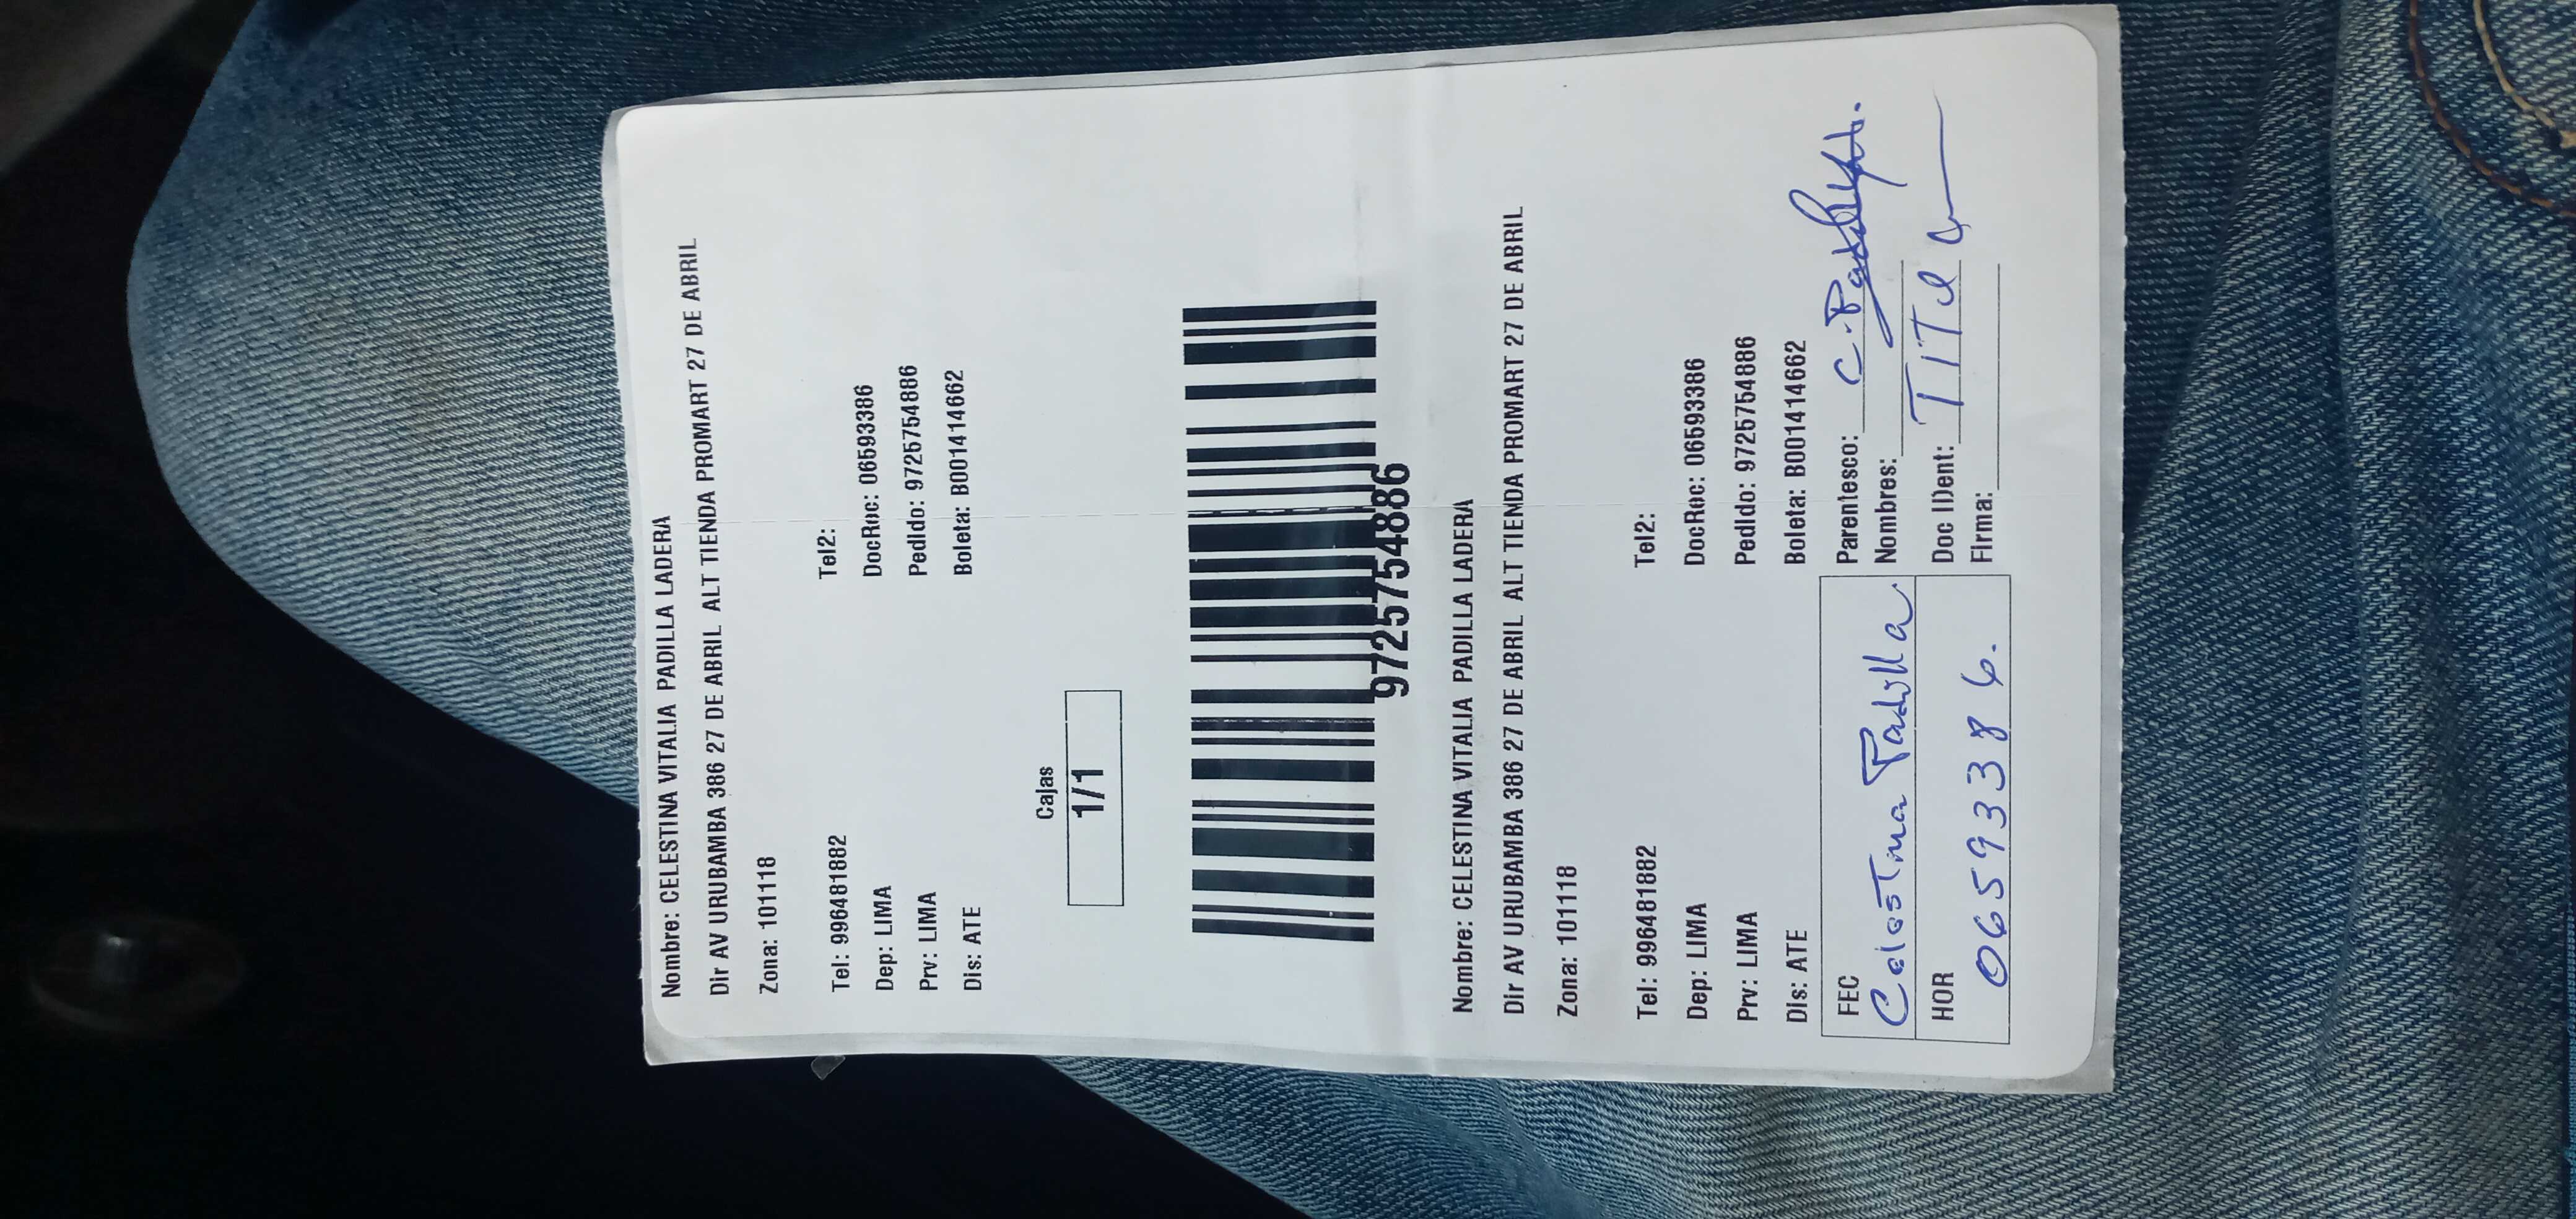 Nombre: CELESTINA VITALIA PADILLA LADERA
Dir AV URUBAMBA 386 27 DE ABRIL ALT TIENDA PROMART 27 DE ABRIL
Zona: 101118
Tel: 996481882 Tel2:
Dep: LIMA DocRec: 06593386
Prv: LIMA Pedido: 9725754886
Dis: ATE Boleta: B001414662
Cajas
1/1
9725754886
Nombre: CELESTINA VITALIA PADILLA LADERA
Dir AV URUBAMBA 386 27 DE ABRIL ALT TIENDA PROMART 27 DE ABRIL
Zona: 101118
Tel: 996481882 Tel2:
Dep: LIMA DocRec: 06593386
Prv: LIMA Pedido: 9725754886
Dis: ATE Boleta: B001414662
FEC Parentesco:
Celestina Padilla Nombres:
HOR Doc IDent: TITU
06593386. Firma: